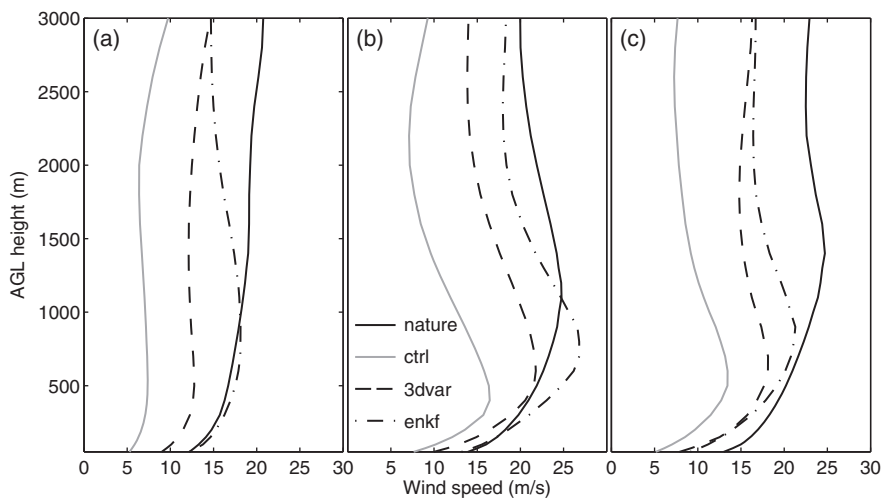 3000
2500
2000
1500
1000
500
AGL height (m)
(a)
(b)
(c)
nature
ctrl
3dvar
enkf
0 5 10 15 20 25 30 5 10 15 20 25 0 5 10 15 20 25 30
Wind speed (m/s)